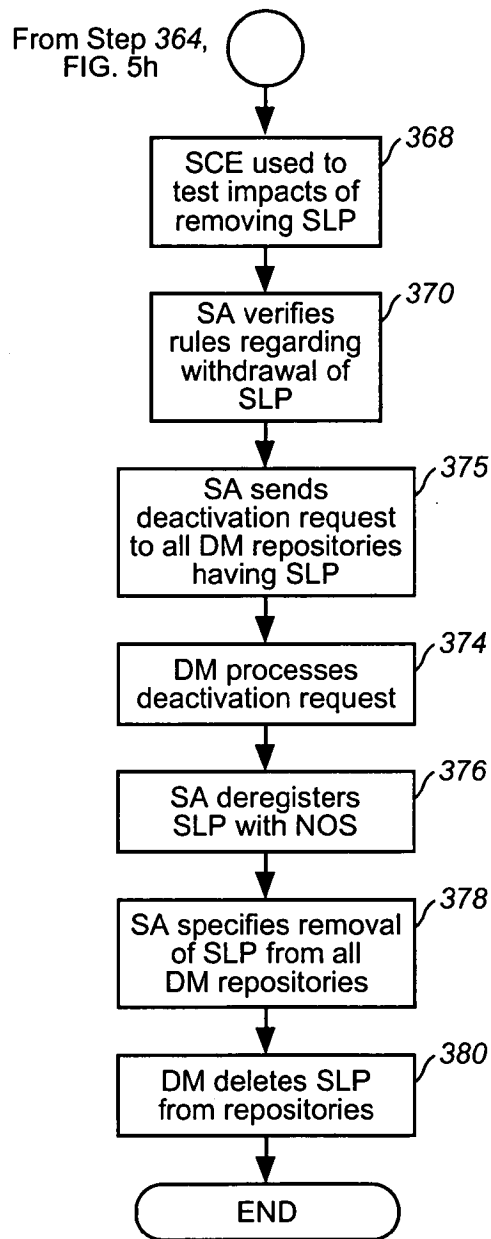 From Step 364,
FIG. 5h
368
SCE used to
test impacts of
removing SLP
370
SA verifies
rules regarding
withdrawal of
SLP
375
SA sends
deactivation request
to all DM repositories
having SLP
374
DM processes
deactivation request
376
SA deregisters
SLP with NOS
378
SA specifies removal
of SLP from all
DM repositories
380
DM deletes SLP
from repositories
END